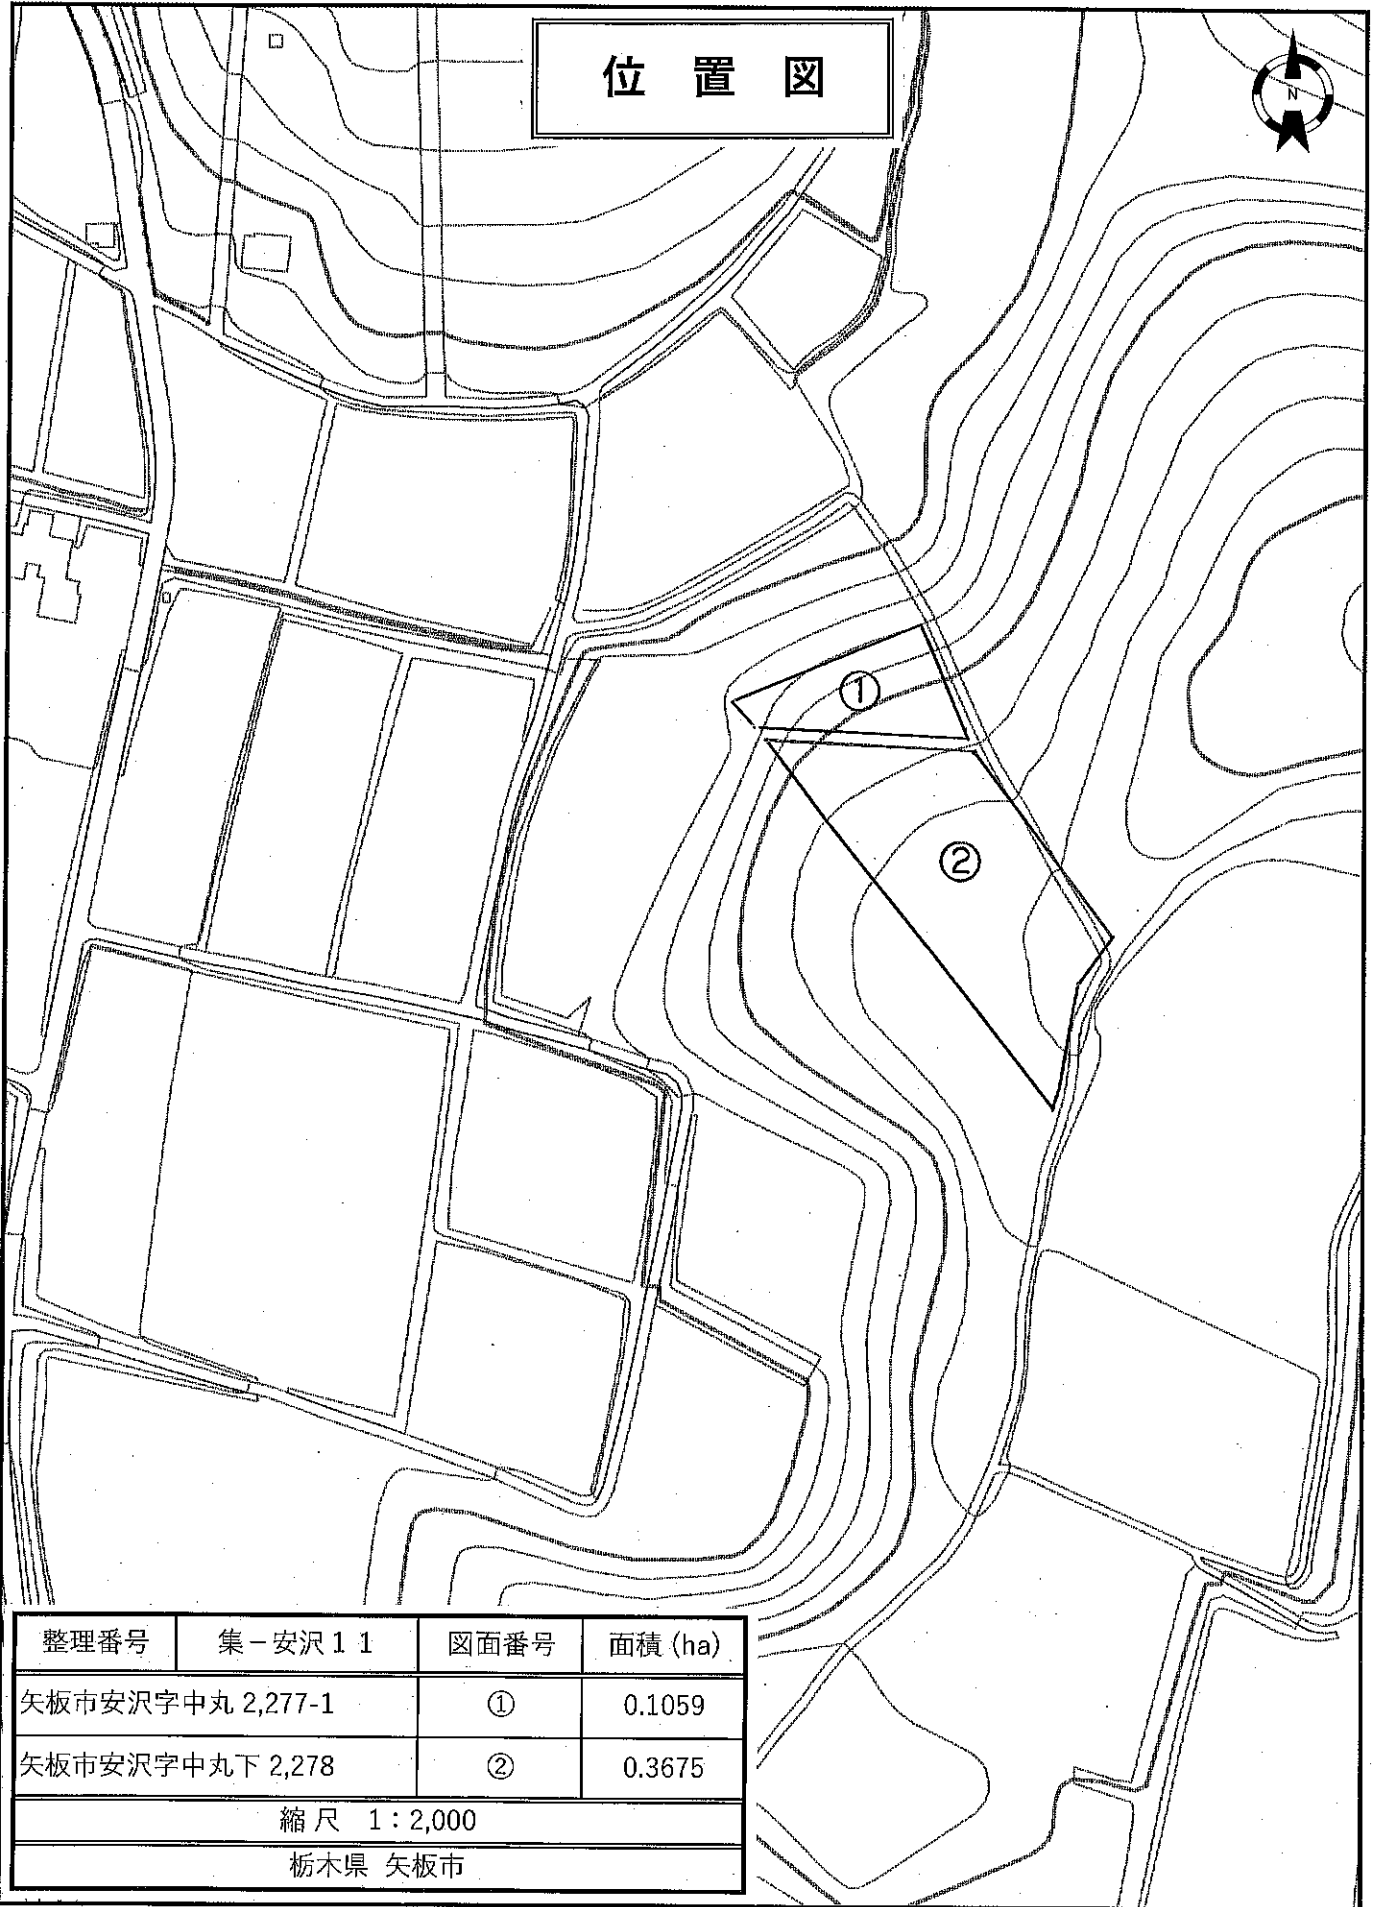 位 置 図
N
①
②
整理番号 集－安沢11 図面番号 面積(ha)
矢板市安沢字中丸 2,277-1 ① 0.1059
矢板市安沢字中丸下 2,278 ② 0.3675
縮 尺 1：2,000
栃木県 矢板市